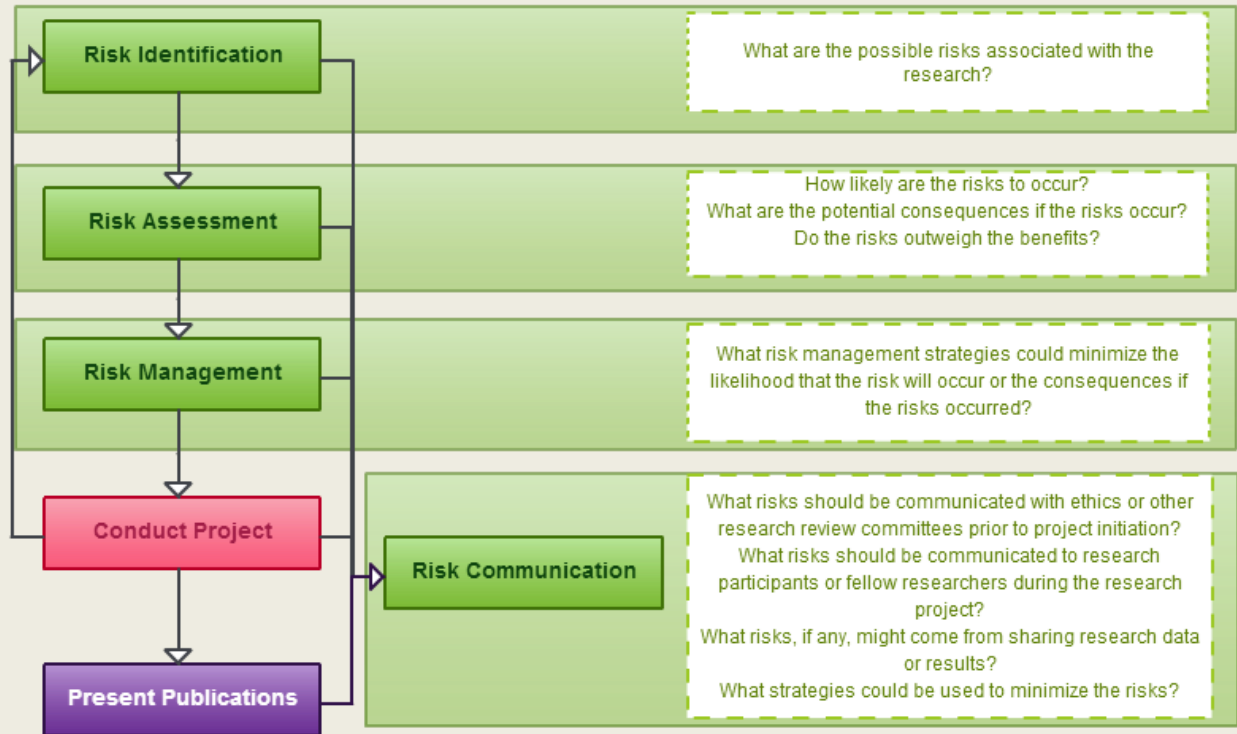 Risk Identification
What are the possible risks associated with the
research?
Risk Assessment
How likely are the risks to occur?
What are the potential consequences if the risks occur?
Do the risks outweigh the benefits?
Risk Management
What risk management strategies could minimize the
likelihood that the risk will occur or the consequences if
the risks occurred?
Conduct Project
Risk Communication
What risks should be communicated with ethics or other
research review committees prior to project initiation?
What risks should be communicated to research
participants or fellow researchers during the research
project?
What risks, if any, might come from sharing research data
or results?
What strategies could be used to minimize the risks?
Present Publications